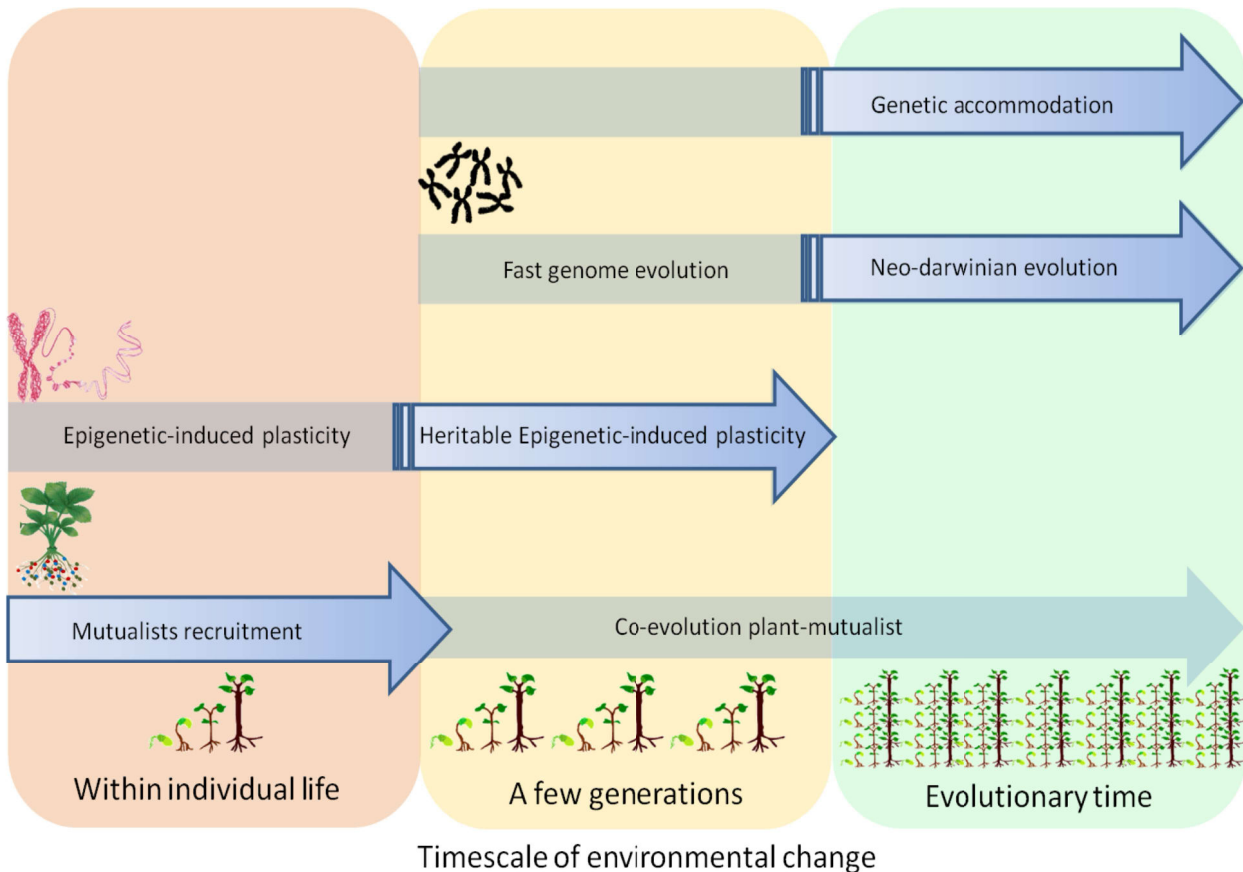 Genetic accommodation
Fast genome evolution
Neo-darwinian evolution
Epigenetic-induced plasticity
Heritable Epigenetic-induced plasticity
Mutualists recruitment
Co-evolution plant-mutualist
Within individual life
A few generations
Evolutionary time
Timescale of environmental change